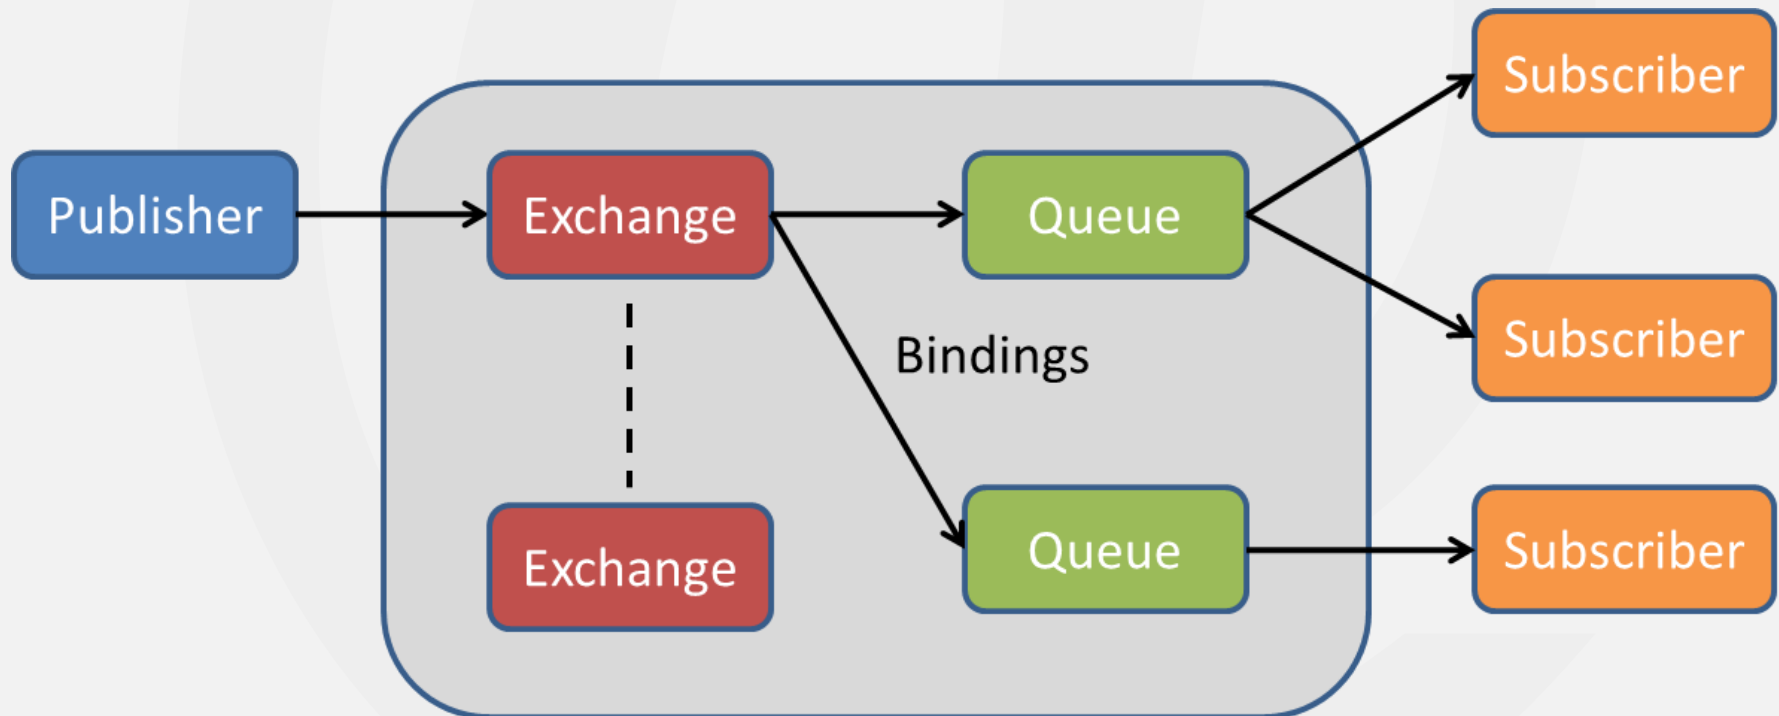 Subscriber
Publisher
Exchange
Queue
Subscriber
Bindings
Exchange
Queue
Subscriber